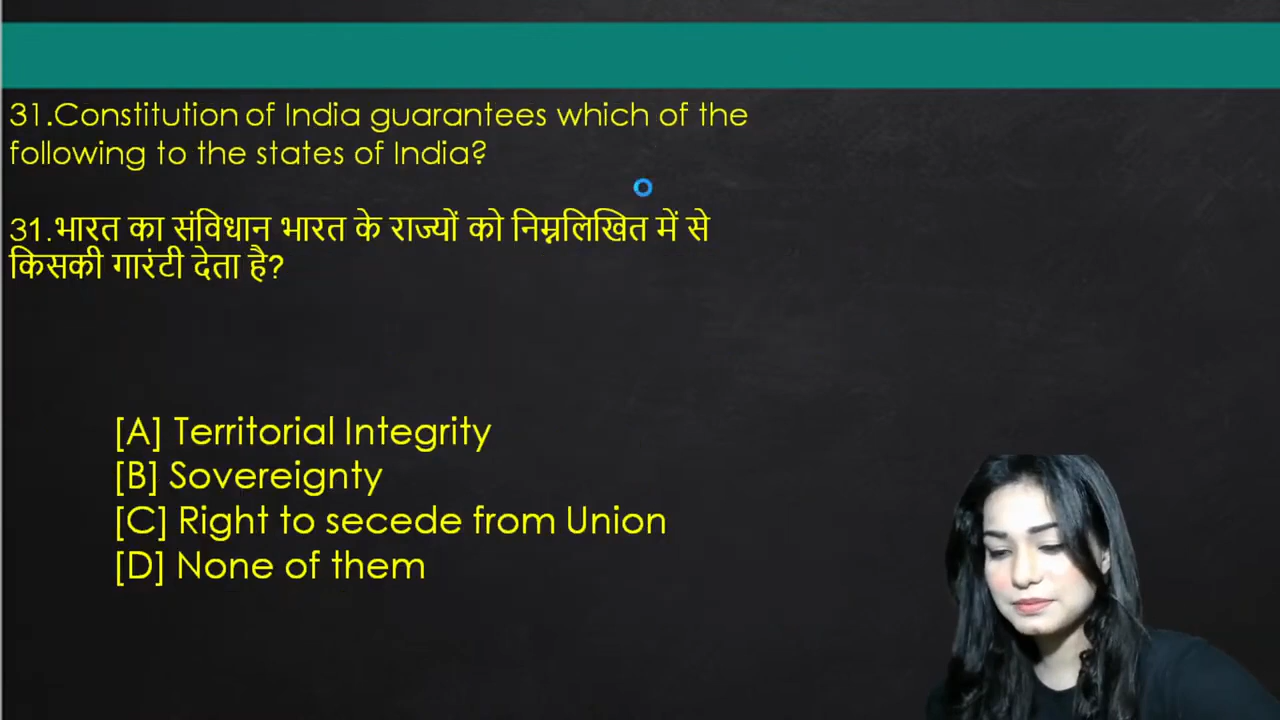 31.Constitution of India guarantees which of the
following to the states of India?
31.भारत का संविधान भारत के राज्यों को निम्नलिखित में से
किसकी गारंटी देता है?
[A] Territorial Integrity
[B] Sovereignty
[C] Right to secede from Union
[D] None of them